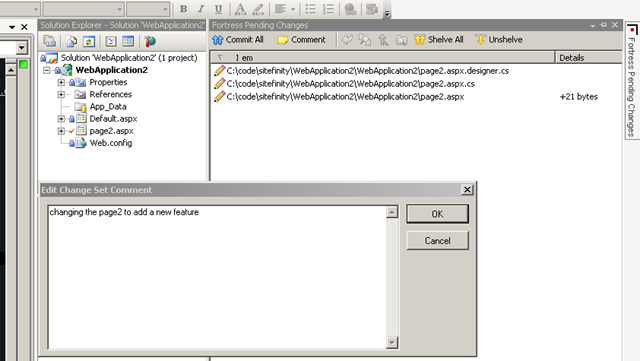 Solution Explorer - Solution 'WebApplication2'
Fortress Pending Changes
Commit All
Comment
Shelve All
Unshelve
Solution 'WebApplication2' (1 project)
WebApplication2
Properties
References
App_Data
Default.aspx
page2.aspx
Web.config
em
Details
C:\code\sitefinity\WebApplication2\WebApplication2\page2.aspx.designer.cs
C:\code\sitefinity\WebApplication2\WebApplication2\page2.aspx.cs
C:\code\sitefinity\WebApplication2\WebApplication2\page2.aspx
+21 bytes
Fortress Pending Changes
Edit Change Set Comment
changing the page2 to add a new feature
OK
Cancel
B I U A